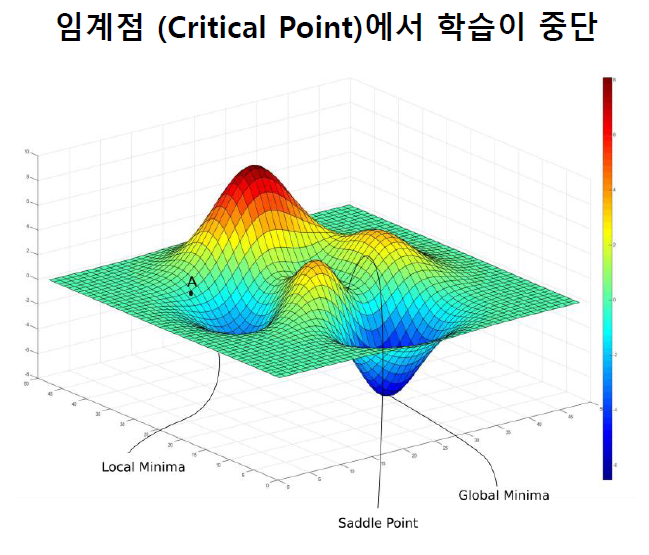 임계점 (Critical Point)에서 학습이 중단
A
Local Minima
Global Minima
Saddle Point